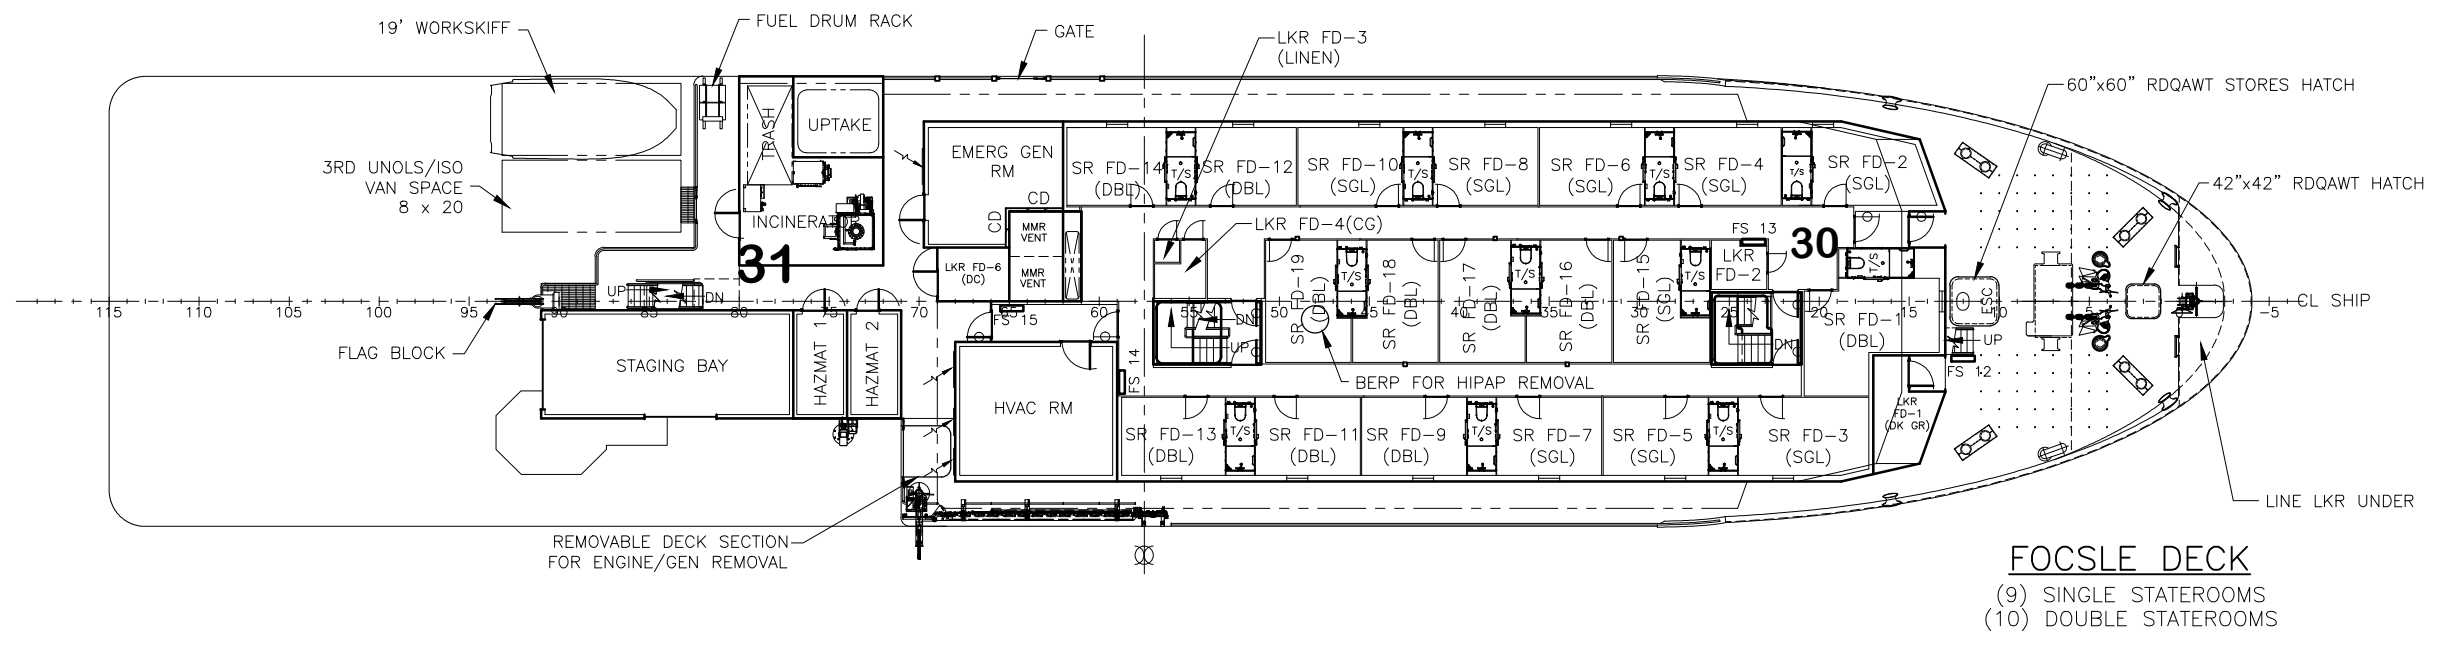 19' WORKSKIFF
FUEL DRUM RACK
GATE
LKR FD-3
(LINEN)
60"x60" RDQAWT STORES HATCH
3RD UNOLS/ISO
VAN SPACE
8 x 20
TRASH
UPTAKE
EMERG GEN
RM
SR FD-14
(DBL)
T/S
SR FD-12
(DBL)
SR FD-10
(SGL)
T/S
SR FD-8
(SGL)
SR FD-6
(SGL)
T/S
SR FD-4
(SGL)
T/S
SR FD-2
(SGL)
42"x42" RDQAWT HATCH
INCINERATOR
CD
CD
MMR
VENT
MMR
VENT
LKR FD-4(CG)
FS 13
30
31
LKR FD-6
(DC)
SR FD-19
(DBL)
T/S
SR FD-18
(DBL)
SR FD-17
(DBL)
T/S
SR FD-16
(DBL)
SR FD-15
(SGL)
T/S
LKR
FD-2
T/S
UP
DN
ESC
CL SHIP
115
110
105
100
95
90
85
80
75
70
65
60
55
50
45
40
35
30
25
20
15
10
5
-5
FS 15
FS 14
DN
UP
DN
SR FD-1
(DBL)
UP
FS 12
FLAG BLOCK
STAGING BAY
HAZMAT 1
HAZMAT 2
HVAC RM
BERP FOR HIPAP REMOVAL
SR FD-13
(DBL)
T/S
SR FD-11
(DBL)
SR FD-9
(DBL)
T/S
SR FD-7
(SGL)
SR FD-5
(SGL)
T/S
SR FD-3
(SGL)
LKR
FD-1
(DK GR)
LINE LKR UNDER
REMOVABLE DECK SECTION
FOR ENGINE/GEN REMOVAL
FOCSLE DECK
(9) SINGLE STATEROOMS
(10) DOUBLE STATEROOMS